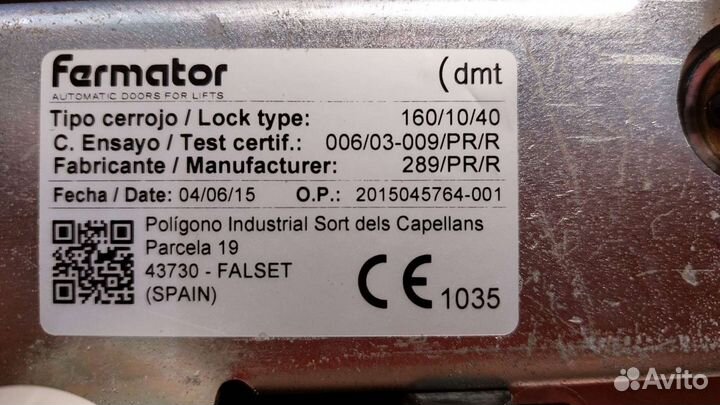 fermator
AUTOMATIC DOORS FOR LIFTS
(dmt
Tipo cerrojo / Lock type: 160/10/40
C. Ensayo / Test certif.: 006/03-009/PR/R
Fabricante / Manufacturer: 289/PR/R
Fecha / Date: 04/06/15 O.P.: 2015045764-001
Polígono Industrial Sort dels Capellans
Parcela 19
43730 - FALSET
(SPAIN)
CE 1035
Avito